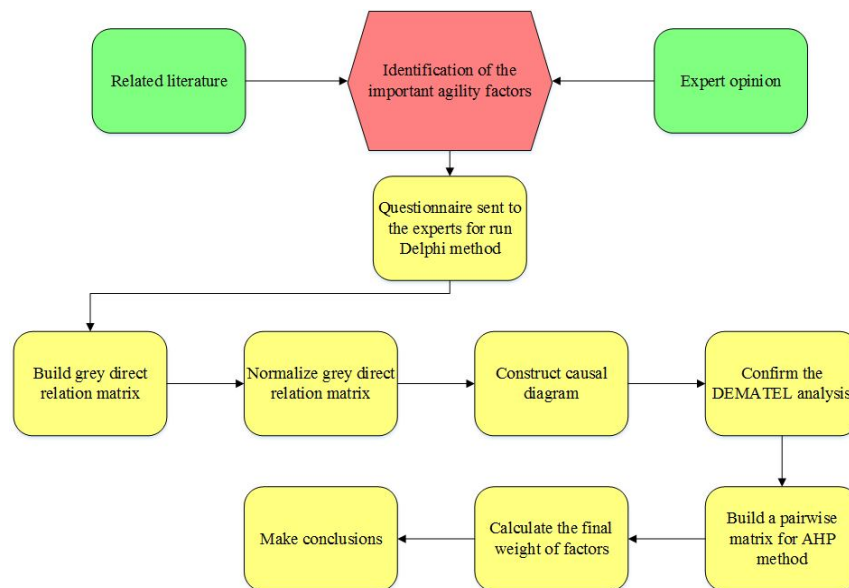 Related literature
Identification of the
important agility factors
Expert opinion
Questionnaire sent to
the experts for run
Delphi method
Build grey direct
relation matrix
Normalize grey direct
relation matrix
Construct causal
diagram
Confirm the
DEMATEL analysis
Build a pairwise
matrix for AHP
method
Calculate the final
weight of factors
Make conclusions